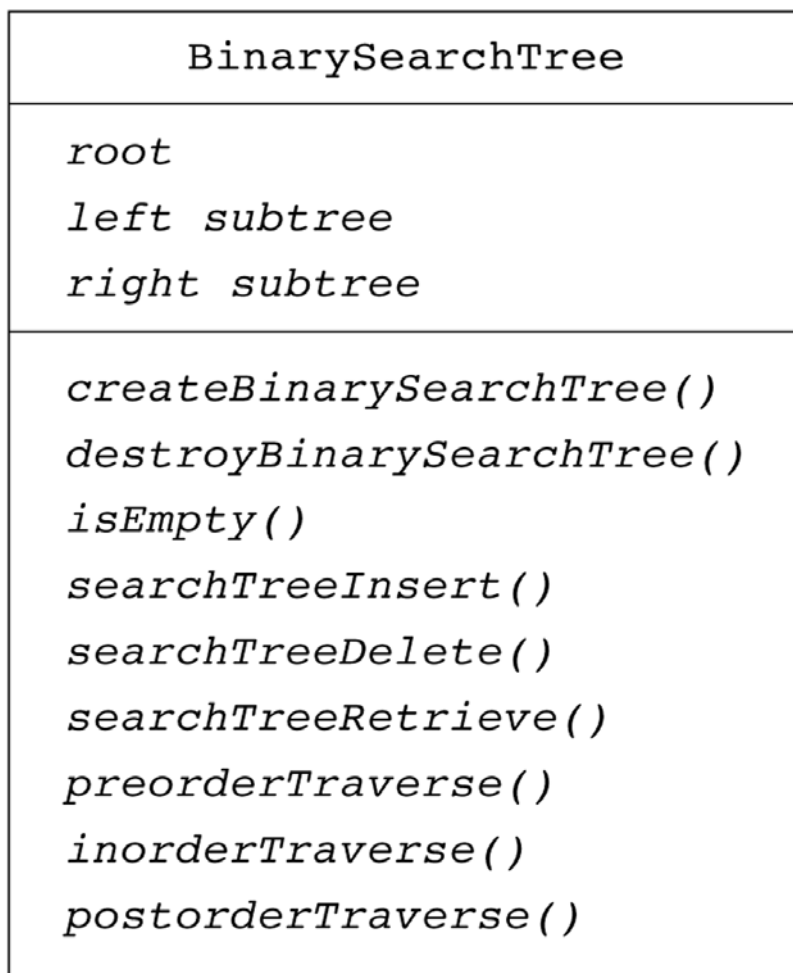 BinarySearchTree
root
left subtree
right subtree
createBinarySearchTree()
destroyBinarySearchTree()
isEmpty()
searchTreeInsert()
searchTreeDelete()
searchTreeRetrieve()
preorderTraverse()
inorderTraverse()
postorderTraverse()